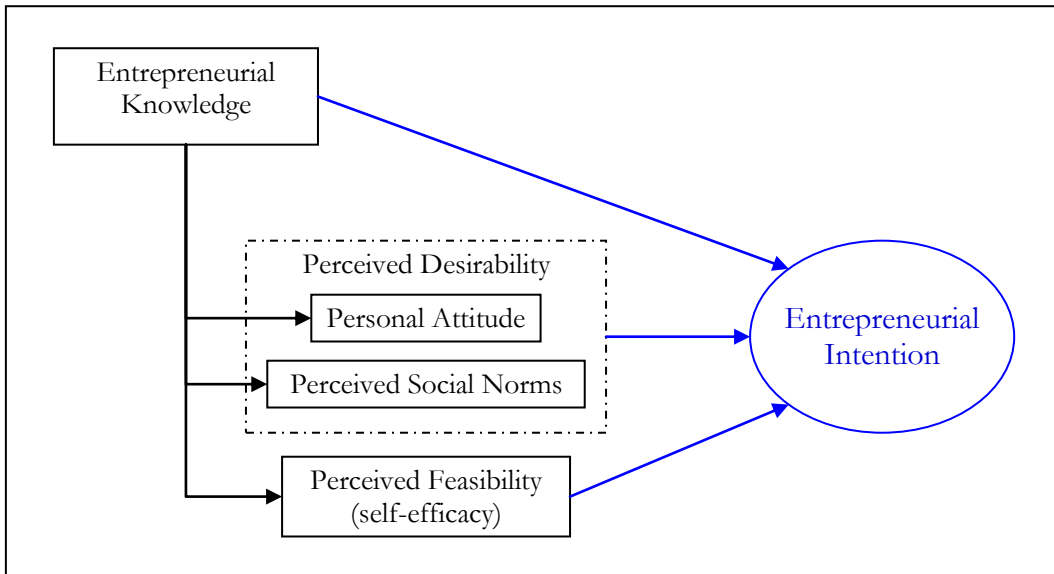 Entrepreneurial
Knowledge
Perceived Desirability
Personal Attitude
Perceived Social Norms
Perceived Feasibility
(self-efficacy)
Entrepreneurial
Intention